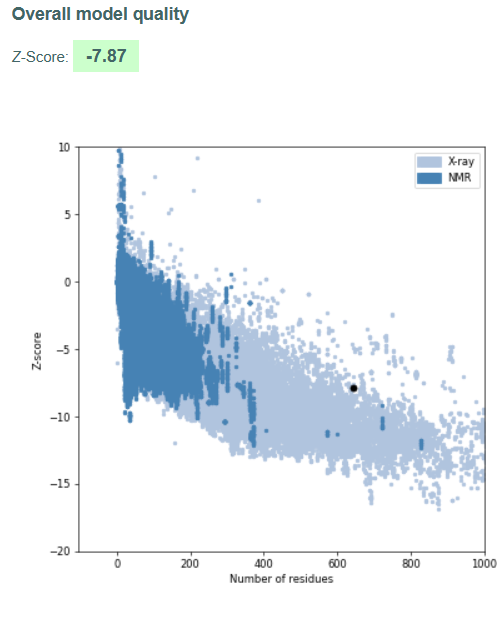 Overall model quality
Z-Score: -7.87
X-ray
NMR
10
5
0
−5
−10
−15
−20
Z-score
0 200 400 600 800 1000
Number of residues